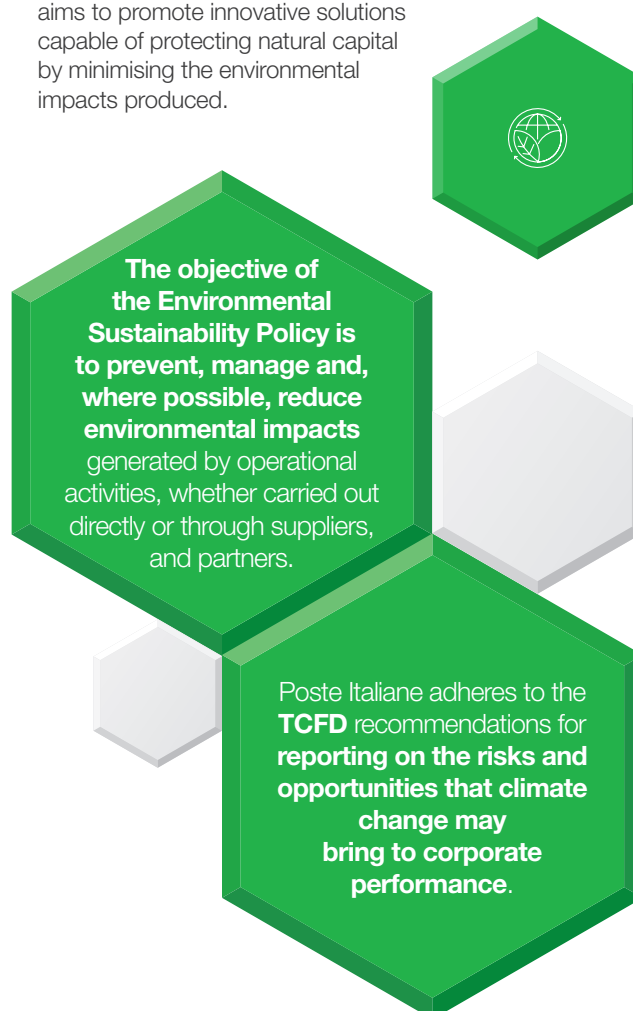 aims to promote innovative solutions
capable of protecting natural capital
by minimising the environmental
impacts produced.
The objective of
the Environmental
Sustainability Policy is
to prevent, manage and,
where possible, reduce
environmental impacts
generated by operational
activities, whether carried out
directly or through suppliers,
and partners.
Poste Italiane adheres to the
TCFD recommendations for
reporting on the risks and
opportunities that climate
change may
bring to corporate
performance.